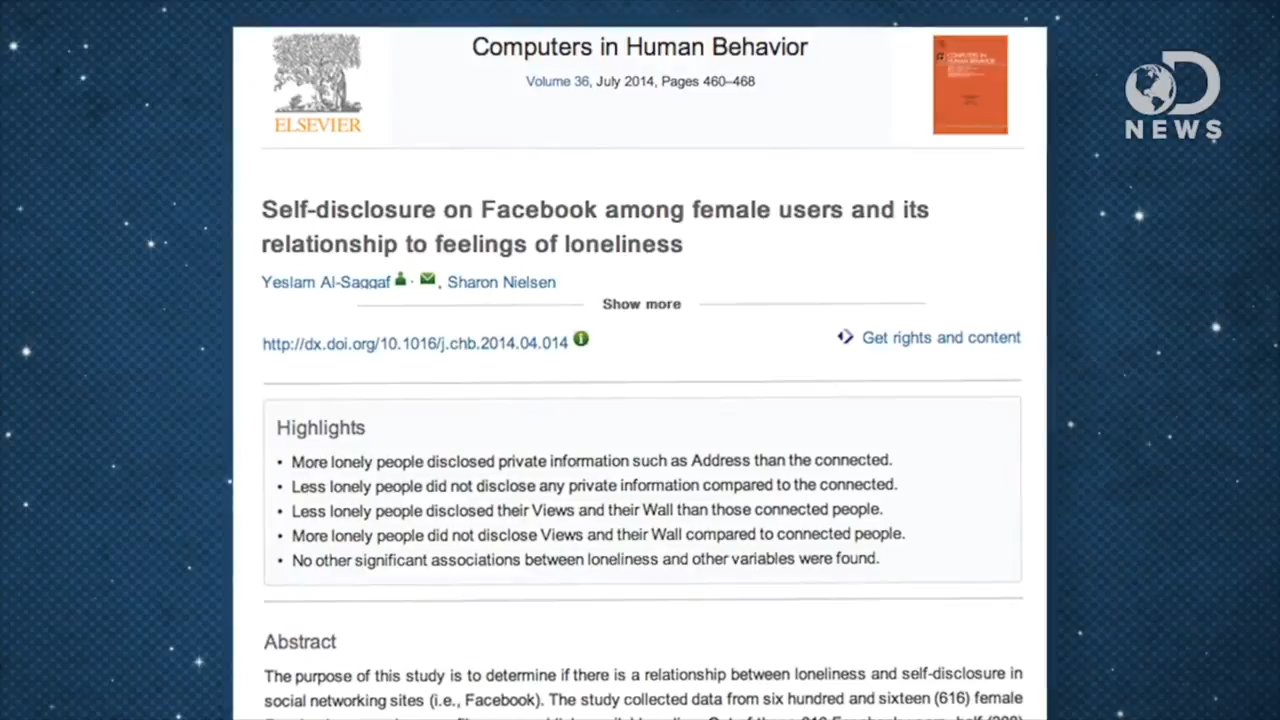 Computers in Human Behavior
Volume 36, July 2014, Pages 460–468
ELSEVIER
COMPUTERS IN
HUMAN BEHAVIOR
NEWS
Self-disclosure on Facebook among female users and its
relationship to feelings of loneliness
Yeslam Al-Saggaf, Sharon Nielsen
Show more
http://dx.doi.org/10.1016/j.chb.2014.04.014
Get rights and content
Highlights
• More lonely people disclosed private information such as Address than the connected.
• Less lonely people did not disclose any private information compared to the connected.
• Less lonely people disclosed their Views and their Wall than those connected people.
• More lonely people did not disclose Views and their Wall compared to connected people.
• No other significant associations between loneliness and other variables were found.
Abstract
The purpose of this study is to determine if there is a relationship between loneliness and self-disclosure in
social networking sites (i.e., Facebook). The study collected data from six hundred and sixteen (616) female